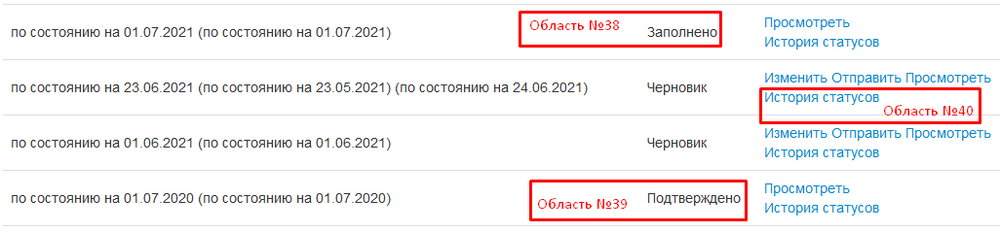 Область №38
по состоянию на 01.07.2021 (по состоянию на 01.07.2021) Заполнено Просмотреть
История статусов
по состоянию на 23.06.2021 (по состоянию на 23.05.2021) (по состоянию на 24.06.2021) Черновик Изменить Отправить Просмотреть
История статусов
Область №40
по состоянию на 01.06.2021 (по состоянию на 01.06.2021) Черновик Изменить Отправить Просмотреть
История статусов
по состоянию на 01.07.2020 (по состоянию на 01.07.2020) Подтверждено Просмотреть
Область №39
История статусов